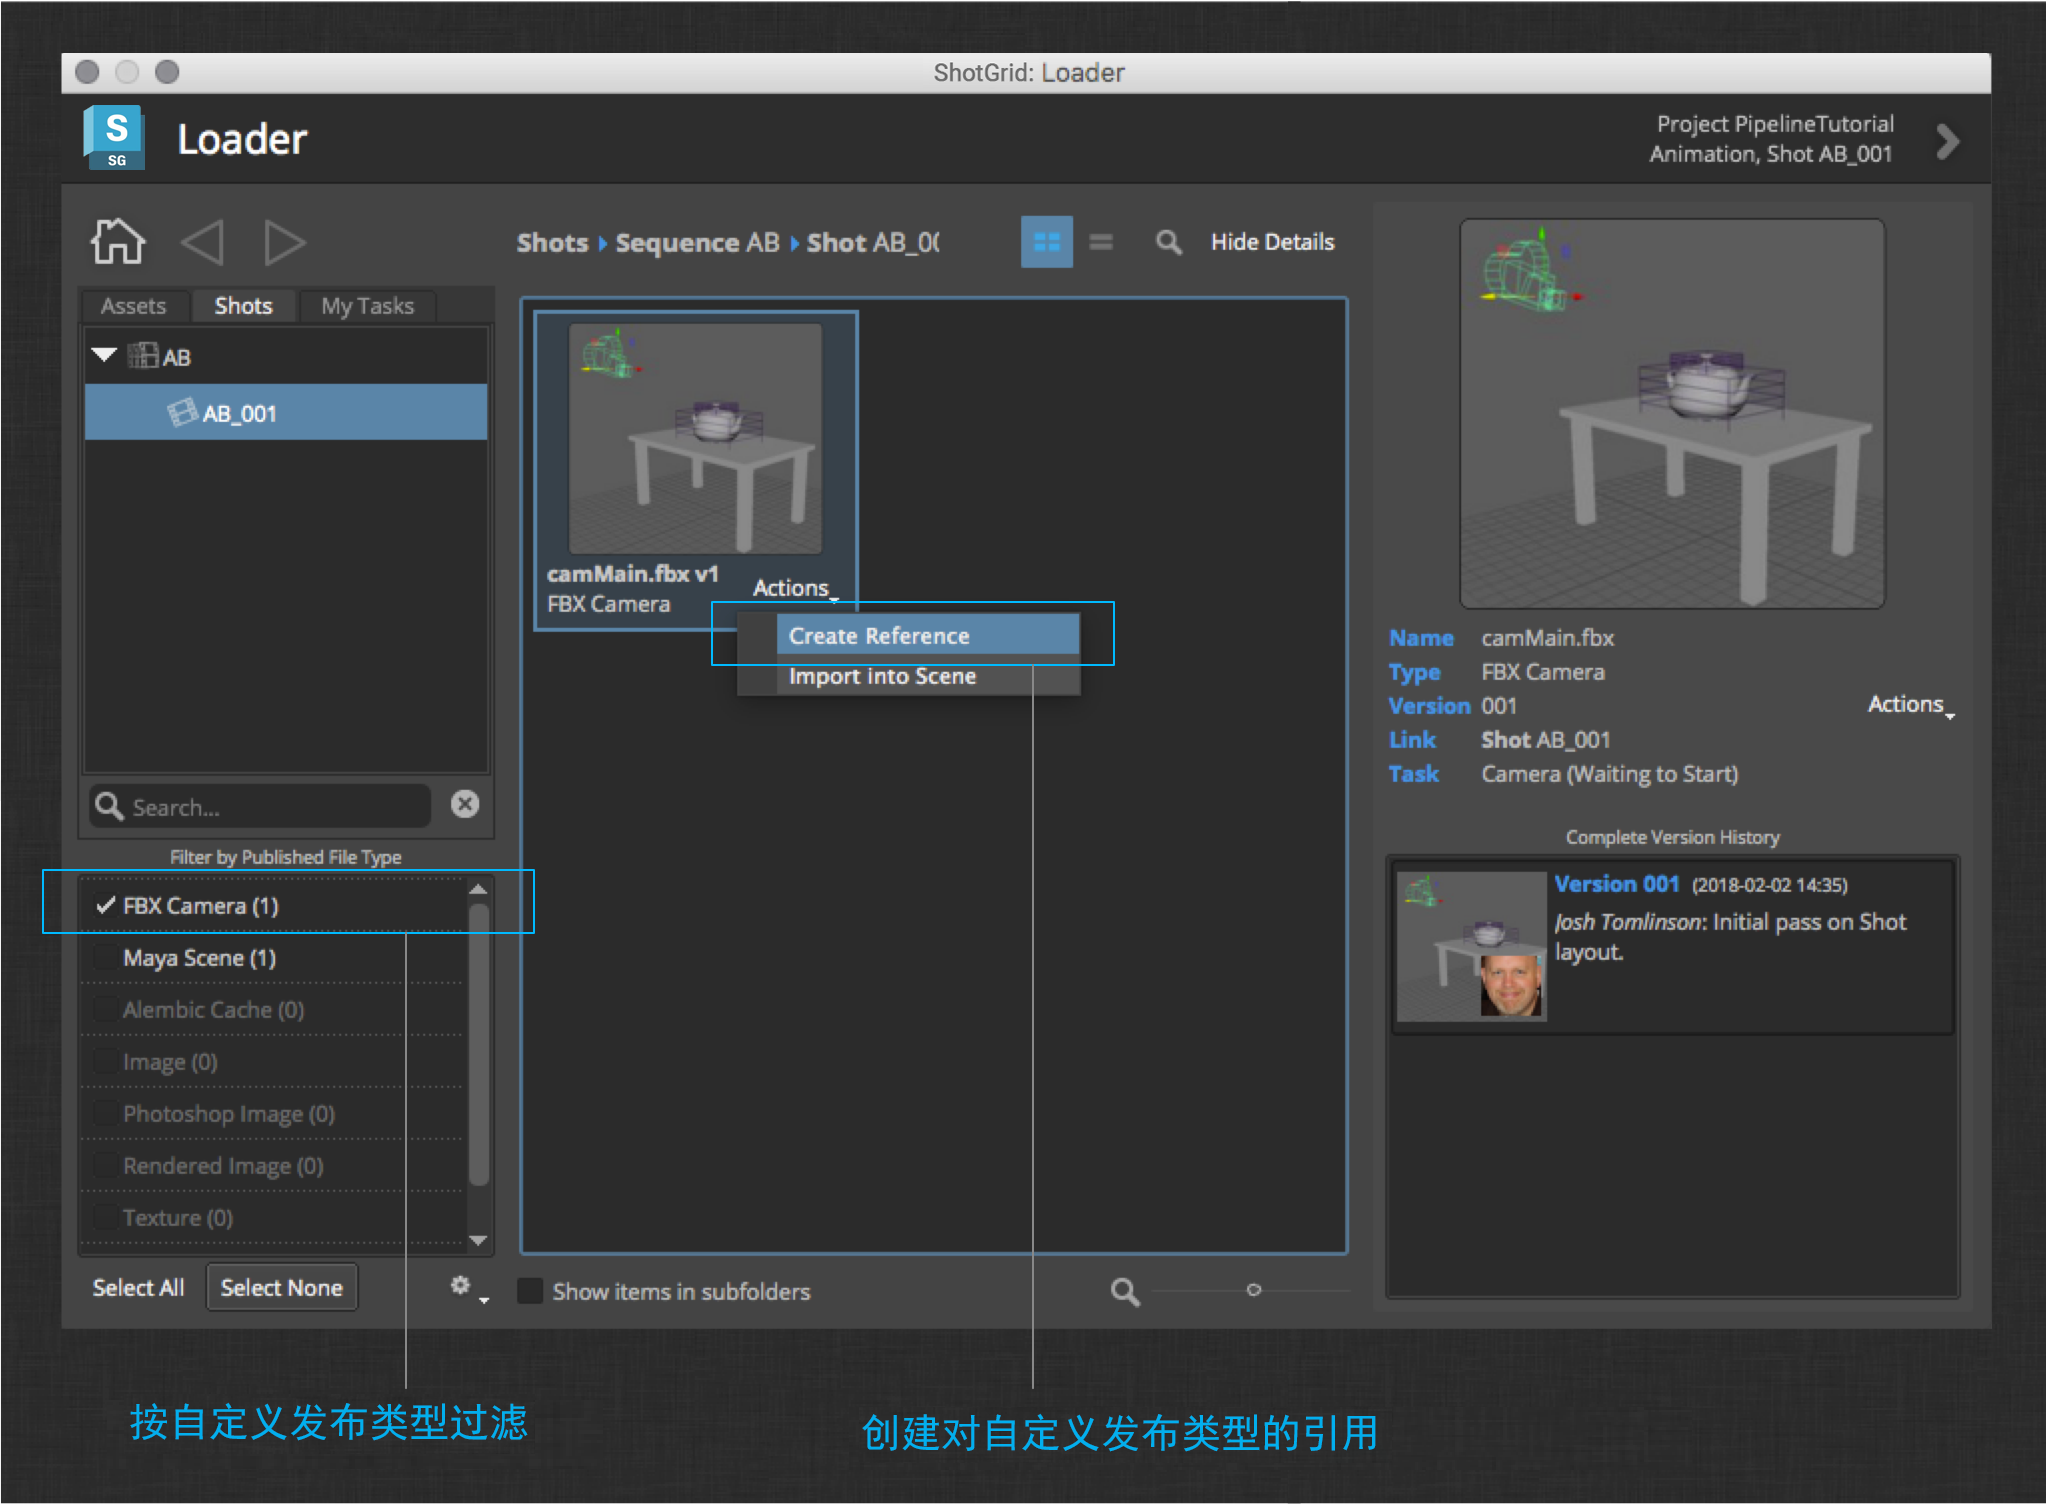 ShotGrid: Loader
S
SG
Loader
Project PipelineTutorial
Animation, Shot AB_001
Shots Sequence AB Shot AB_00
Hide Details
Assets
Shots
My Tasks
AB
AB_001
Search...
Filter by Published File Type
FBX Camera (1)
Maya Scene (1)
Alembic Cache (0)
Image (0)
Photoshop Image (0)
Rendered Image (0)
Texture (0)
Select All
Select None
camMain.fbx v1
FBX Camera
Actions
Create Reference
Import into Scene
Show items in subfolders
Name camMain.fbx
Type FBX Camera
Version 001
Actions
Link Shot AB_001
Task Camera (Waiting to Start)
Complete Version History
Version 001 (2018-02-02 14:35)
Josh Tomlinson: Initial pass on Shot
layout.
按自定义发布类型过滤
创建对自定义发布类型的引用